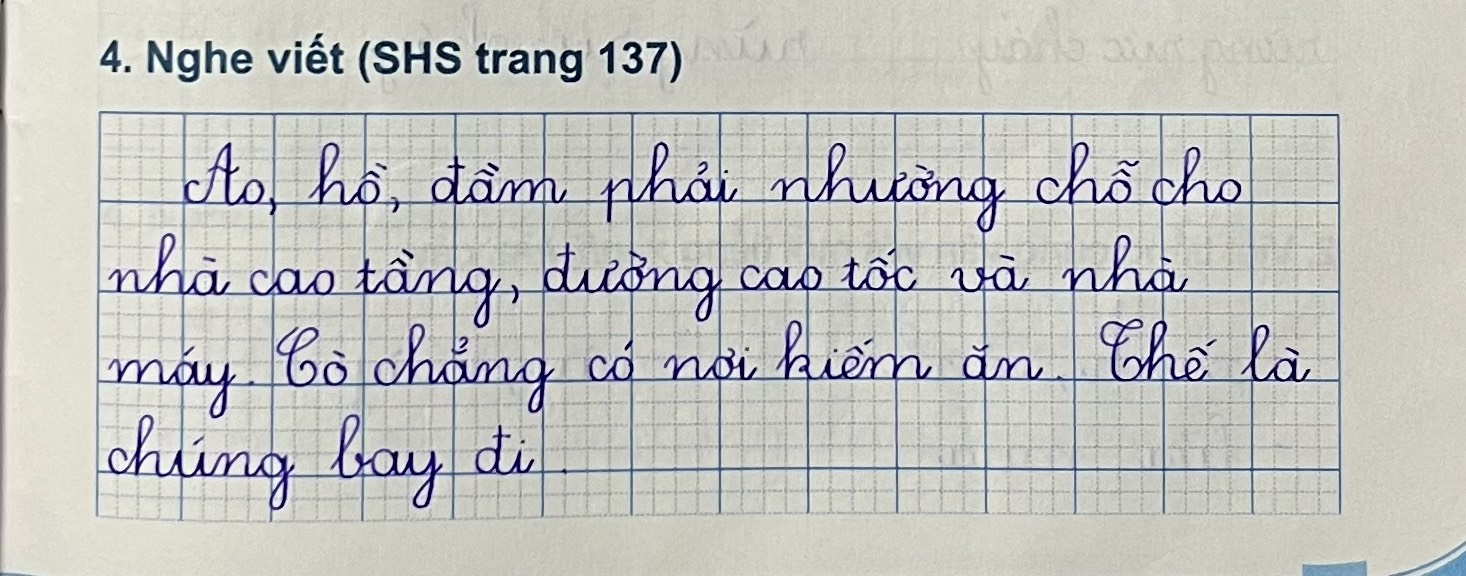 4. Nghe viết (SHS trang 137)
Ao, hồ, đầm phải nhường chỗ cho
nhà cao tầng, đường cao tốc và nhà
máy. Cò chẳng có nơi kiếm ăn. Thế là
chúng bay đi.